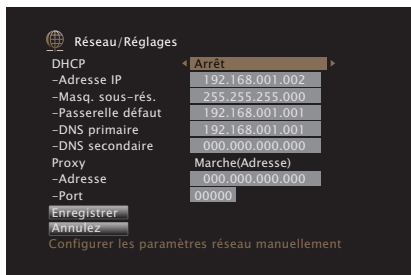 Réseau/Réglages
DHCP Arrêt
–Adresse IP 192.168.001.002
–Masq. sous-rés. 255.255.255.000
–Passerelle défaut 192.168.001.001
–DNS primaire 192.168.001.001
–DNS secondaire 000.000.000.000
Proxy Marche(Adresse)
–Adresse 000.000.000.000
–Port 00000
Enregistrer
Annulez
Configurer les paramètres réseau manuellement